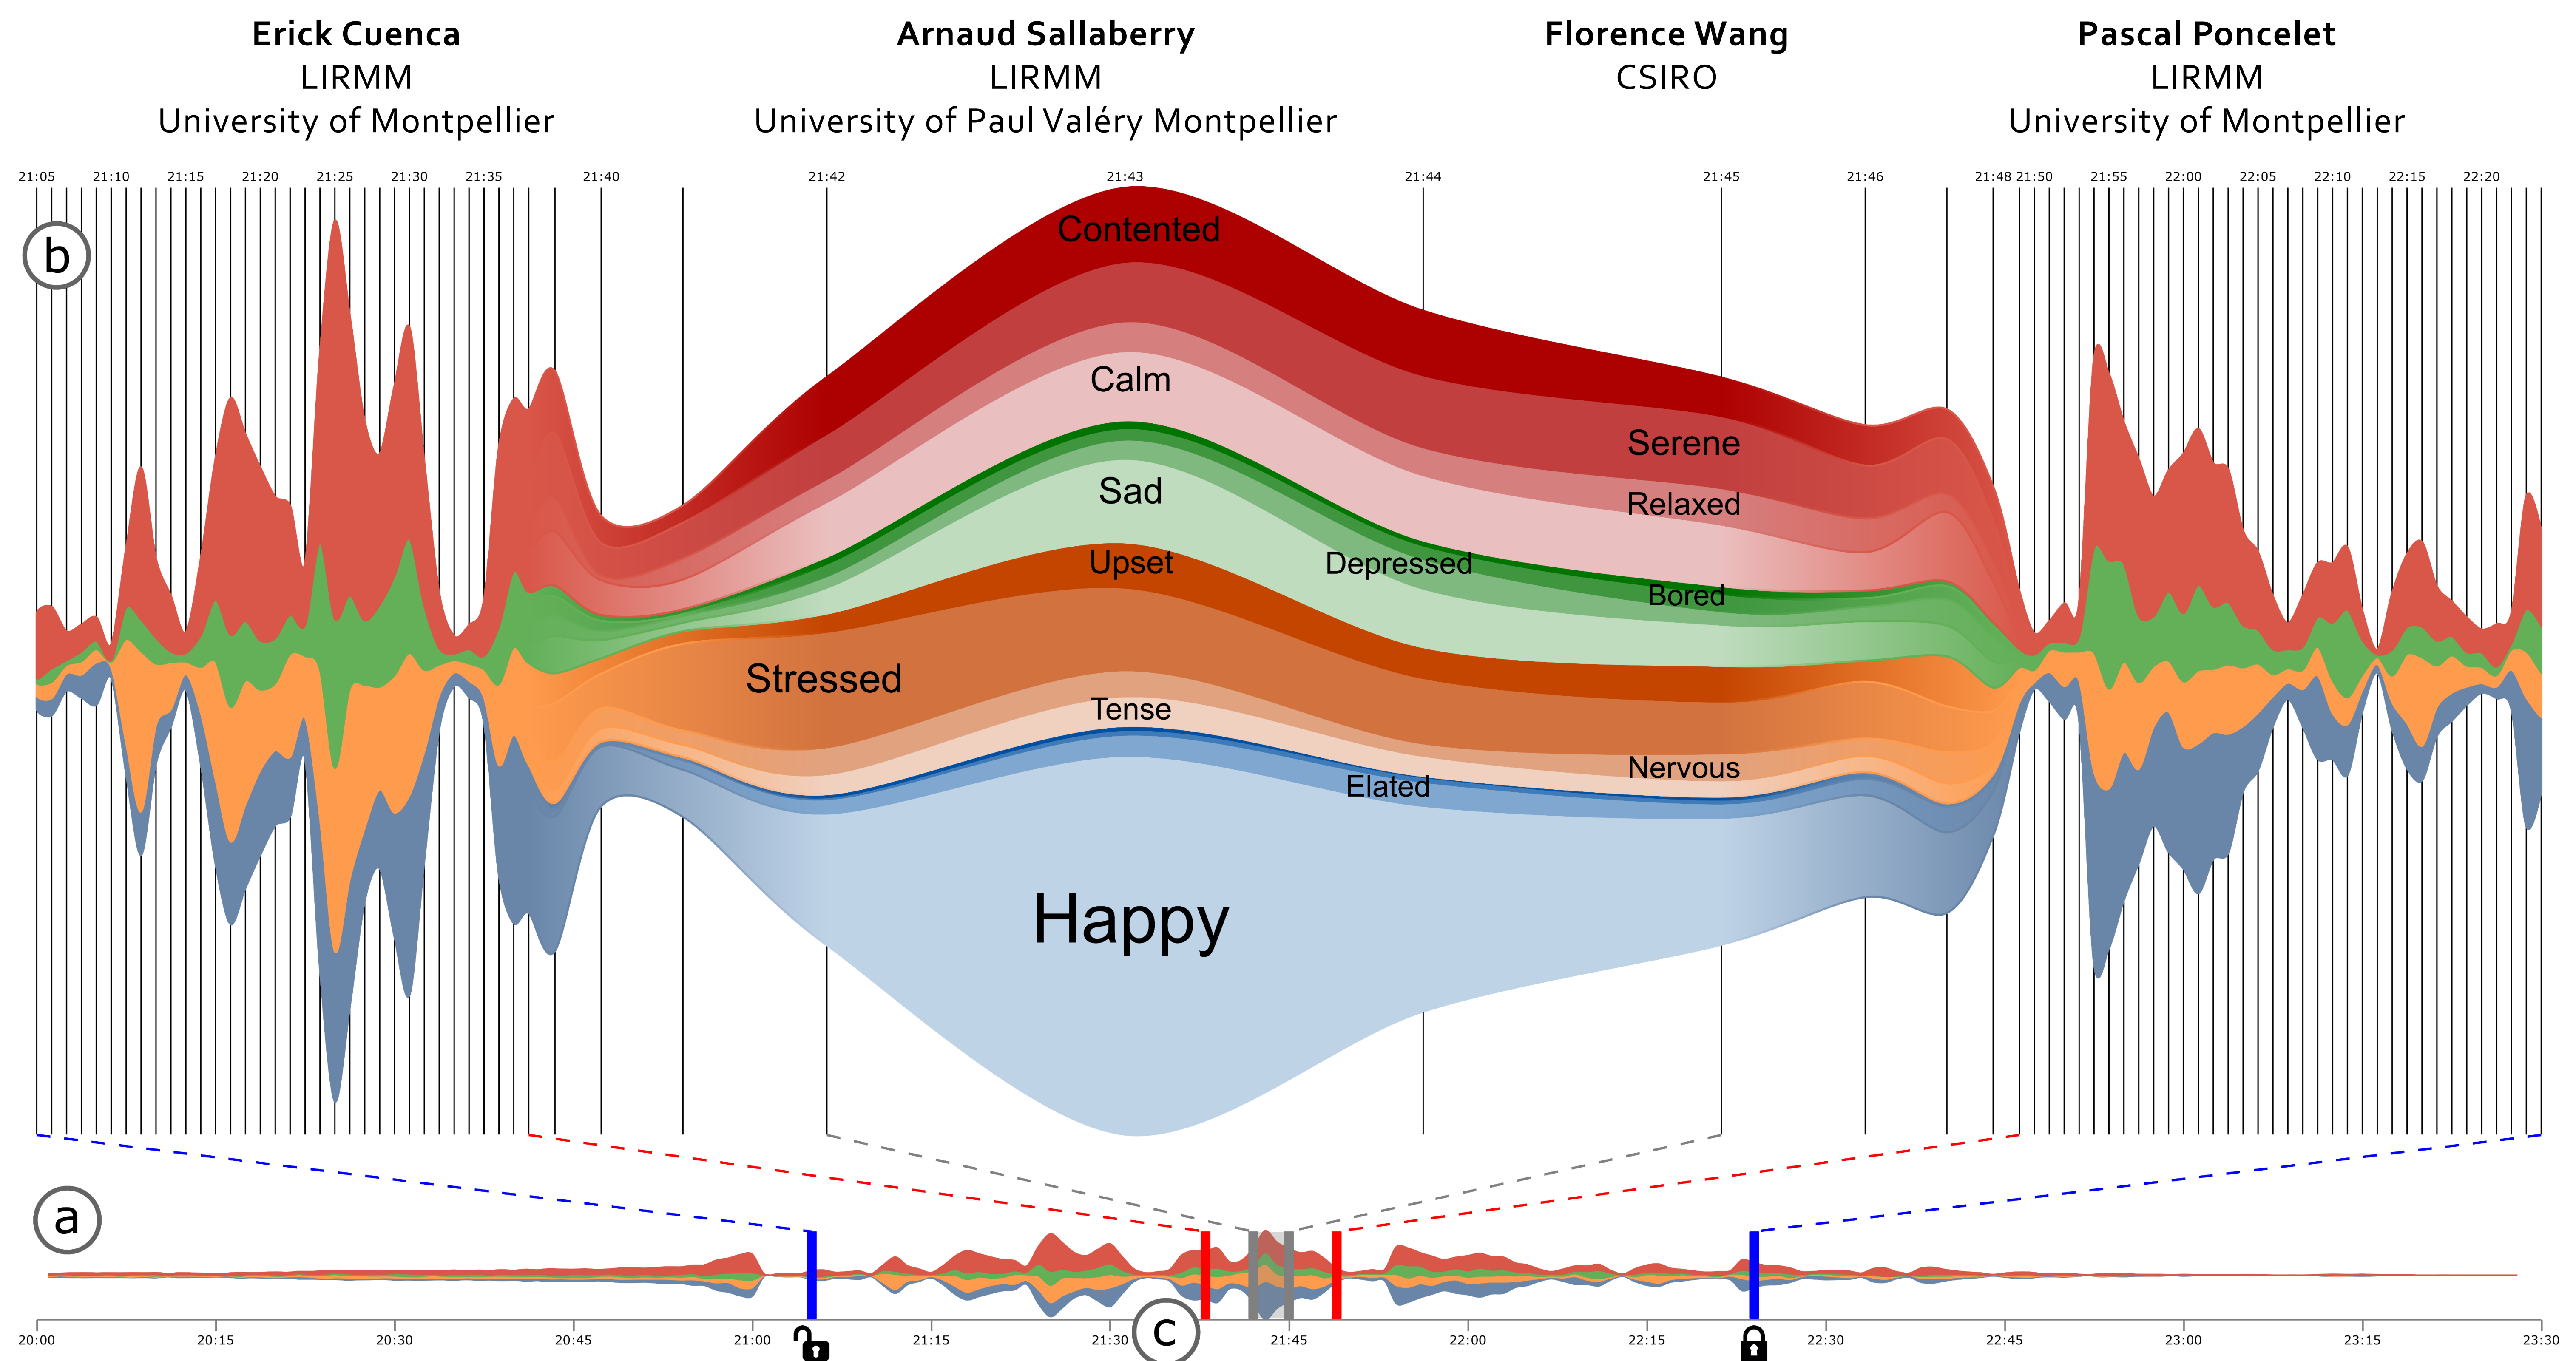 Erick Cuenca
LIRMM
University of Montpellier
Arnaud Sallaberry
LIRMM
University of Paul Valéry Montpellier
Florence Wang
CSIRO
Pascal Poncelet
LIRMM
University of Montpellier
21:05 21:10 21:15 21:20 21:25 21:30 21:35 21:40 21:42 21:43 21:44 21:45 21:46 21:48 21:50 21:55 22:00 22:05 22:10 22:15 22:20
b
Contented
Calm
Serene
Sad
Relaxed
Upset
Depressed
Bored
Stressed
Tense
Nervous
Elated
Happy
a
c
20:00 20:15 20:30 20:45 21:00 21:15 21:30 21:45 22:00 22:15 22:30 22:45 23:00 23:15 23:30